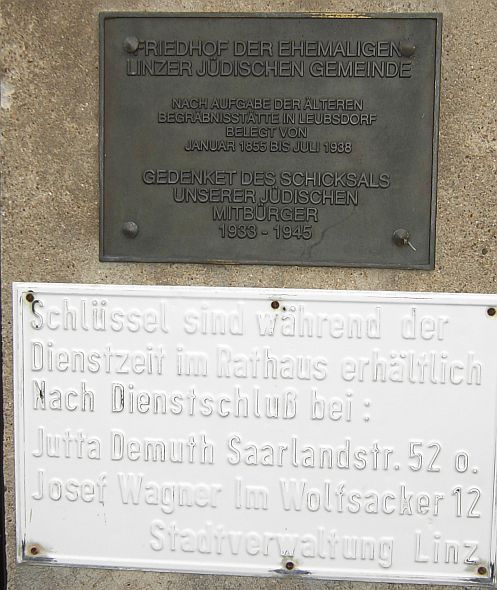 FRIEDHOF DER EHEMALIGEN
LINZER JÜDISCHEN GEMEINDE
NACH AUFGABE DER ÄLTEREN
BEGRÄBNISSTÄTTE IN LEUBSDORF
BELEGT VON
JANUAR 1855 BIS JULI 1938
GEDENKET DES SCHICKSALS
UNSERER JÜDISCHEN
MITBÜRGER
1933 - 1945
Schlüssel sind während der
Dienstzeit im Rathaus erhältlich
Nach Dienstschluß bei:
Jutta Demuth Saarlandstr. 52 o.
Josef Wagner Im Wolfsacker 12
Stadtverwaltung Linz